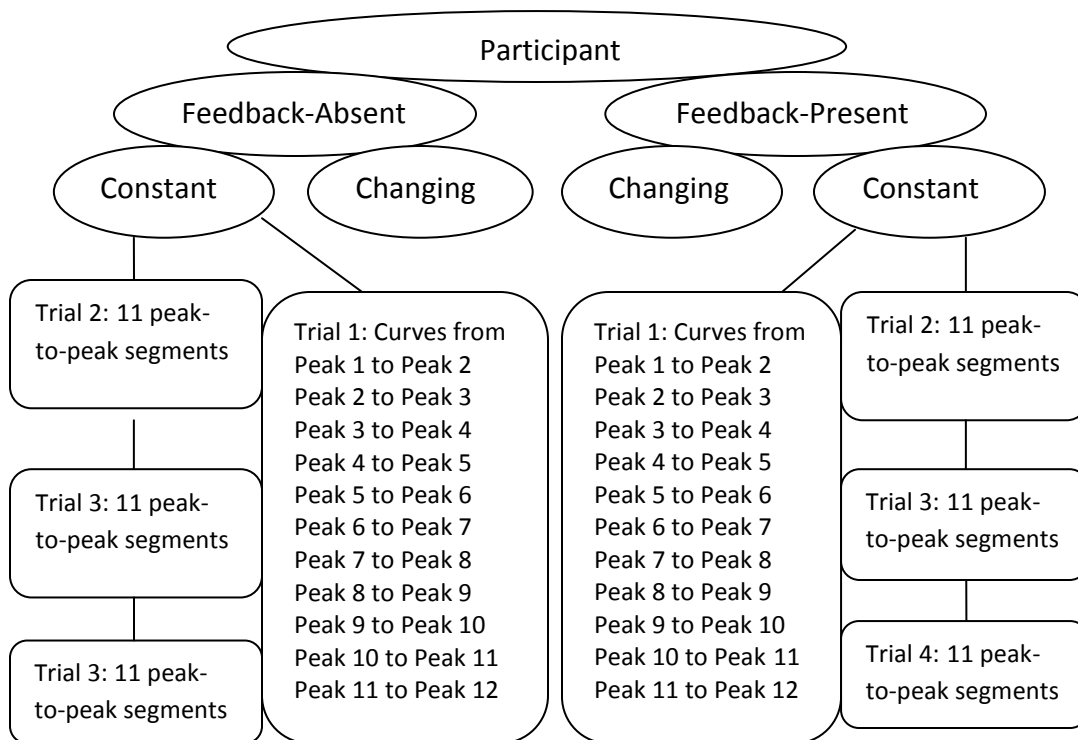 Participant
Feedback-Absent
Feedback-Present
Constant
Changing
Changing
Constant
Trial 2: 11 peak-
to-peak segments
Trial 3: 11 peak-
to-peak segments
Trial 3: 11 peak-
to-peak segments
Trial 1: Curves from
Peak 1 to Peak 2
Peak 2 to Peak 3
Peak 3 to Peak 4
Peak 4 to Peak 5
Peak 5 to Peak 6
Peak 6 to Peak 7
Peak 7 to Peak 8
Peak 8 to Peak 9
Peak 9 to Peak 10
Peak 10 to Peak 11
Peak 11 to Peak 12
Trial 1: Curves from
Peak 1 to Peak 2
Peak 2 to Peak 3
Peak 3 to Peak 4
Peak 4 to Peak 5
Peak 5 to Peak 6
Peak 6 to Peak 7
Peak 7 to Peak 8
Peak 8 to Peak 9
Peak 9 to Peak 10
Peak 10 to Peak 11
Peak 11 to Peak 12
Trial 2: 11 peak-
to-peak segments
Trial 3: 11 peak-
to-peak segments
Trial 4: 11 peak-
to-peak segments